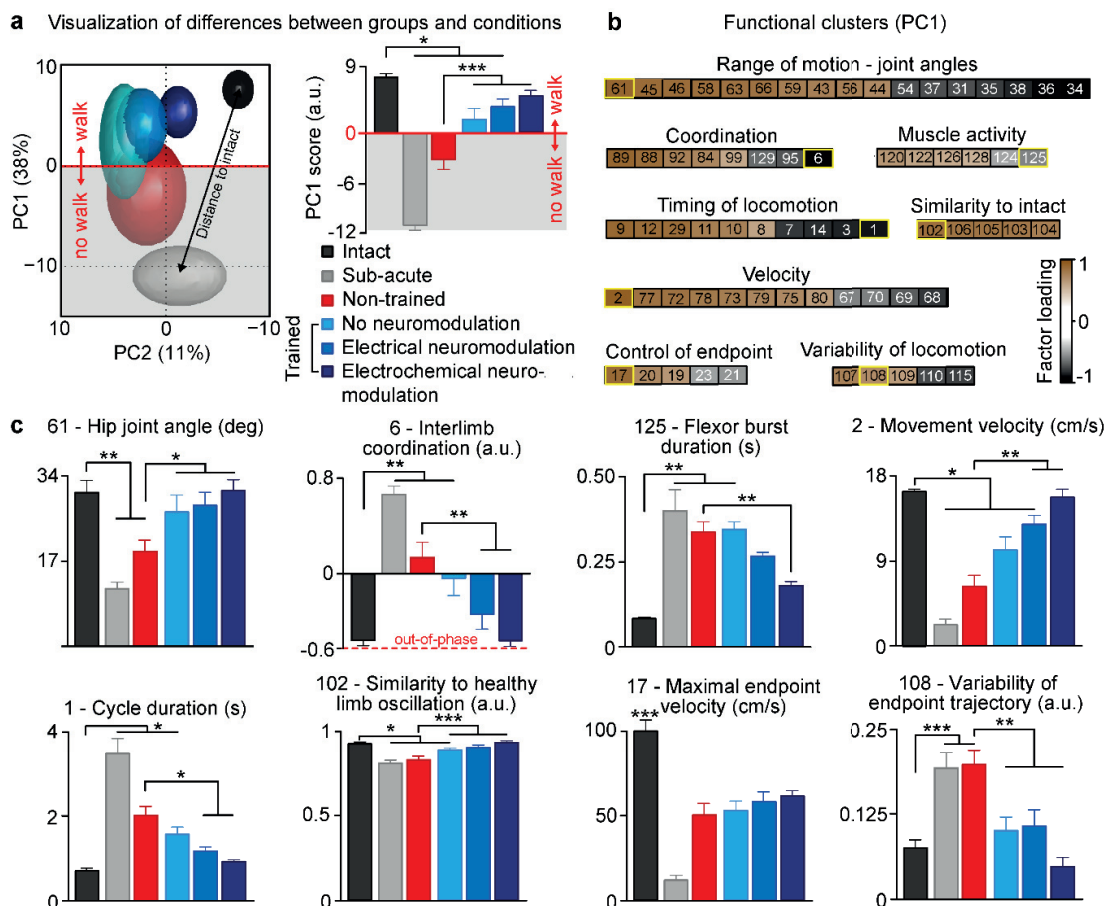 a Visualization of differences between groups and conditions
10
0
−10
PC1 (38%)
no walk walk
Distance to intact
10 0 −10
PC2 (11%)
*
***
9
0
-6
-12
PC1 score (a.u.)
no walk walk
Intact
Sub-acute
Non-trained
No neuromodulation
Electrical neuromodulation
Electrochemical neuro-
modulation
Trained
b Functional clusters (PC1)
Range of motion - joint angles
61 45 46 58 63 66 59 43 56 44 54 37 31 35 38 36 34
Coordination
89 88 92 84 99 129 95 6
Muscle activity
120 122 126 128 124 125
Timing of locomotion
9 12 29 11 10 8 7 14 3 1
Similarity to intact
102 106 105 103 104
Velocity
2 77 72 78 73 79 75 80 67 70 69 68
Control of endpoint
17 20 19 23 21
Variability of locomotion
107 108 109 110 115
Factor loading
1
0
-1
c
61 - Hip joint angle (deg)
34
17
** * *
6 - Interlimb
coordination (a.u.)
0.8
0
-0.6
**
**
out-of-phase
125 - Flexor burst
duration (s)
0.50
0.25
0
**
**
2 - Movement velocity (cm/s)
18
9
0
* **
1 - Cycle duration (s)
4
2
0
*
*
102 - Similarity to healthy
limb oscillation (a.u.)
1
0.5
0
* ***
17 - Maximal endpoint
velocity (cm/s)
100
50
0
***
108 - Variability of
endpoint trajectory (a.u.)
0.25
0.125
0
*** **